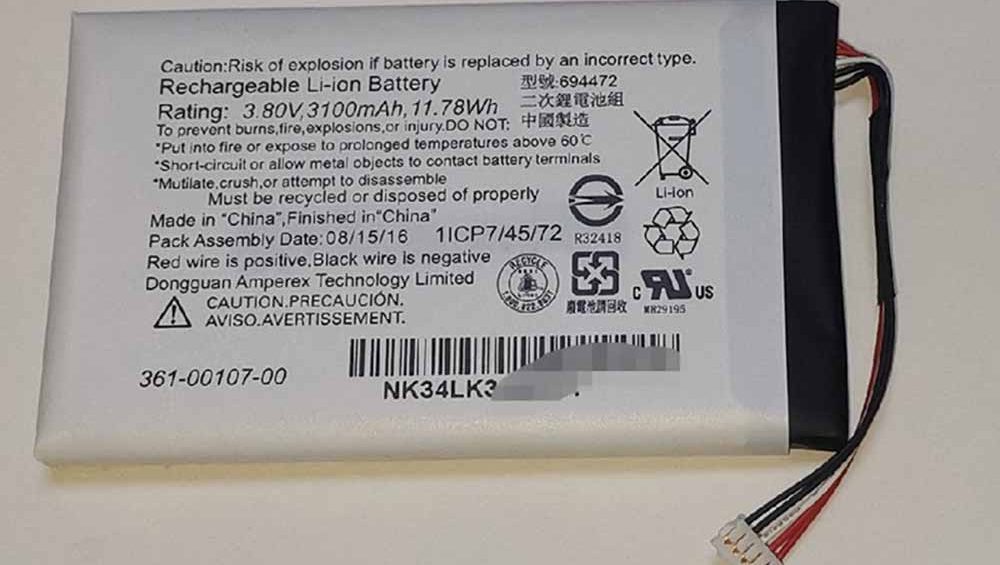 Caution:Risk of explosion if battery is replaced by an incorrect type.
Rechargeable Li-ion Battery
Rating: 3.80V,3100mAh,11.78Wh
型號:694472
二次鋰電池組
中國製造
To prevent burns,fire,explosions,or injury.DO NOT:
*Put into fire or expose to prolonged temperatures above 60℃
*Short-circuit or allow metal objects to contact battery terminals
*Mutilate,crush,or attempt to disassemble
Must be recycled or disposed of properly
Li-ion
Made in "China",Finished in"China"
Pack Assembly Date:08/15/16 1ICP7/45/72
R32418
Red wire is positive,Black wire is negative
Dongguan Amperex Technology Limited
RECYCLE
1.800.822.8837
廢電池請回收
c RU US
MH29195
CAUTION.PRECAUCIÓN.
AVISO.AVERTISSEMENT.
361-00107-00
NK34LK3